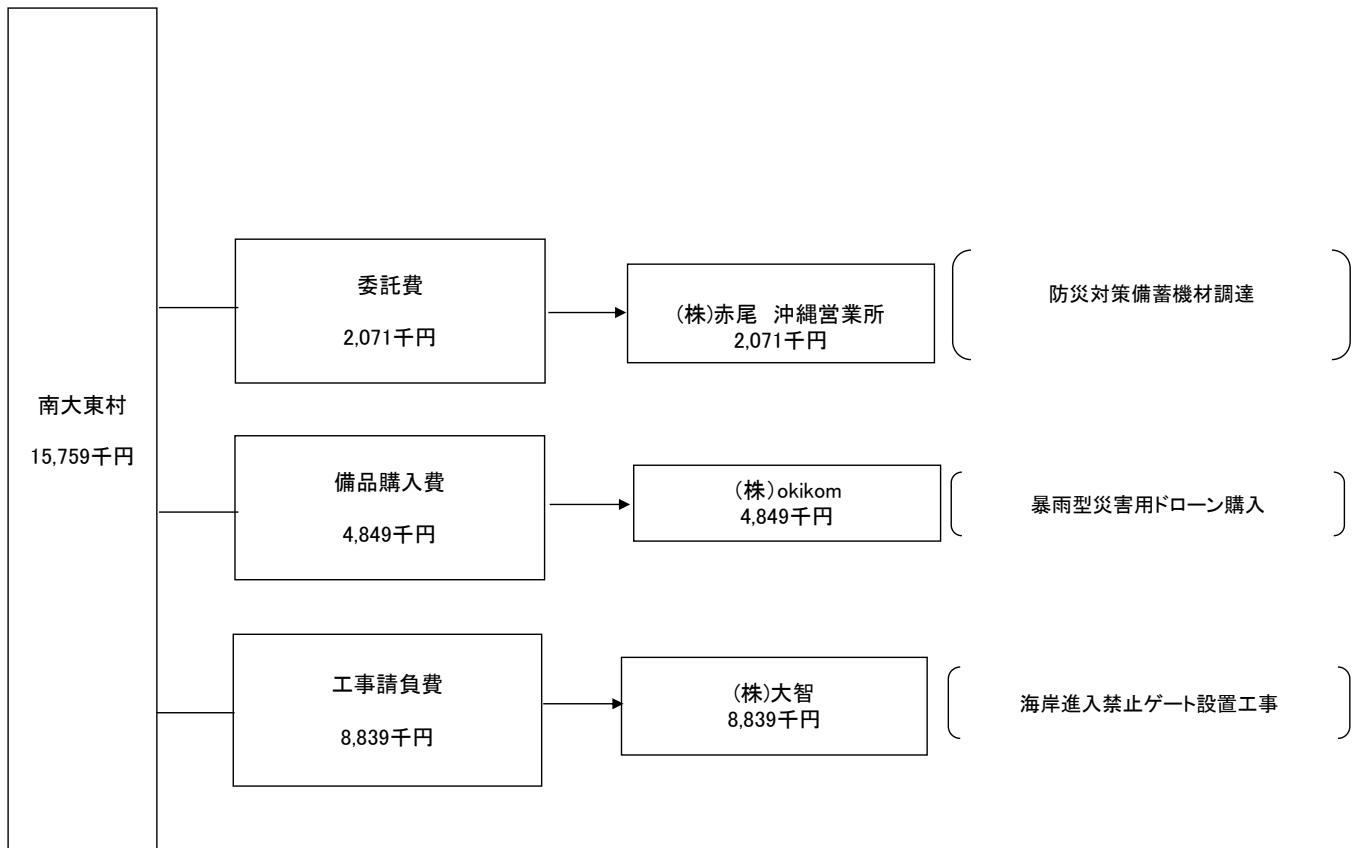 南大東村
15,759千円
委託費
2,071千円
(株)赤尾　沖縄営業所
2,071千円
防災対策備蓄機材調達
備品購入費
4,849千円
(株)okikom
4,849千円
暴雨型災害用ドローン購入
工事請負費
8,839千円
(株)大智
8,839千円
海岸進入禁止ゲート設置工事